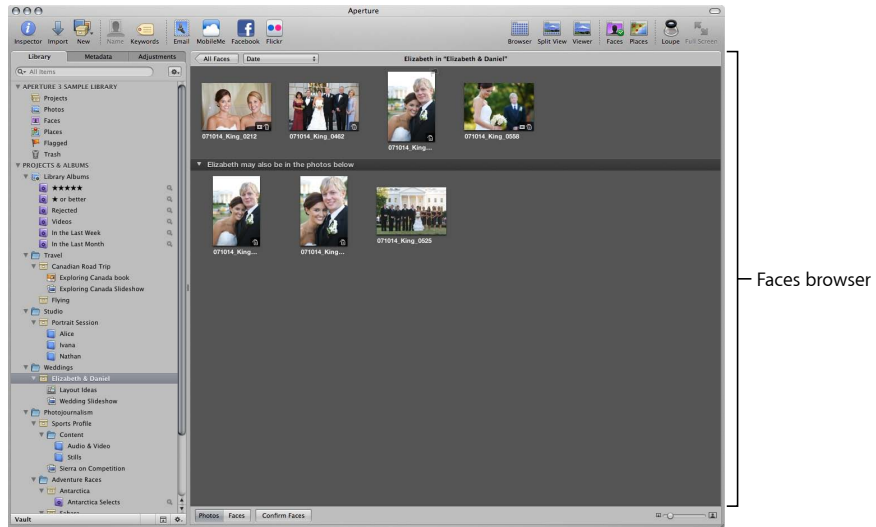 Aperture
Inspector Import New Name Keywords Email MobileMe Facebook Flickr Browser Split View Viewer Faces Places Loupe Full Screen
Library Metadata Adjustments
All Items
All Faces Date Elizabeth in "Elizabeth & Daniel"
APERTURE 3 SAMPLE LIBRARY
Projects
Photos
Faces
Places
Flagged
Trash
PROJECTS & ALBUMS
Library Albums
★★★★★
★ or better
Rejected
Videos
In the Last Week
In the Last Month
Travel
Canadian Road Trip
Exploring Canada book
Exploring Canada Slideshow
Flying
Studio
Portrait Session
Alice
Ivana
Nathan
Weddings
Elizabeth & Daniel
Layout Ideas
Wedding Slideshow
Photojournalism
Sports Profile
Content
Audio & Video
Stills
Sierra on Competition
Adventure Races
Antarctica
Antarctica Selects
Vault
071014_King_0212
071014_King_0462
071014_King...
071014_King_0558
Elizabeth may also be in the photos below
071014_King...
071014_King...
071014_King_0525
Photos Faces Confirm Faces
Faces browser